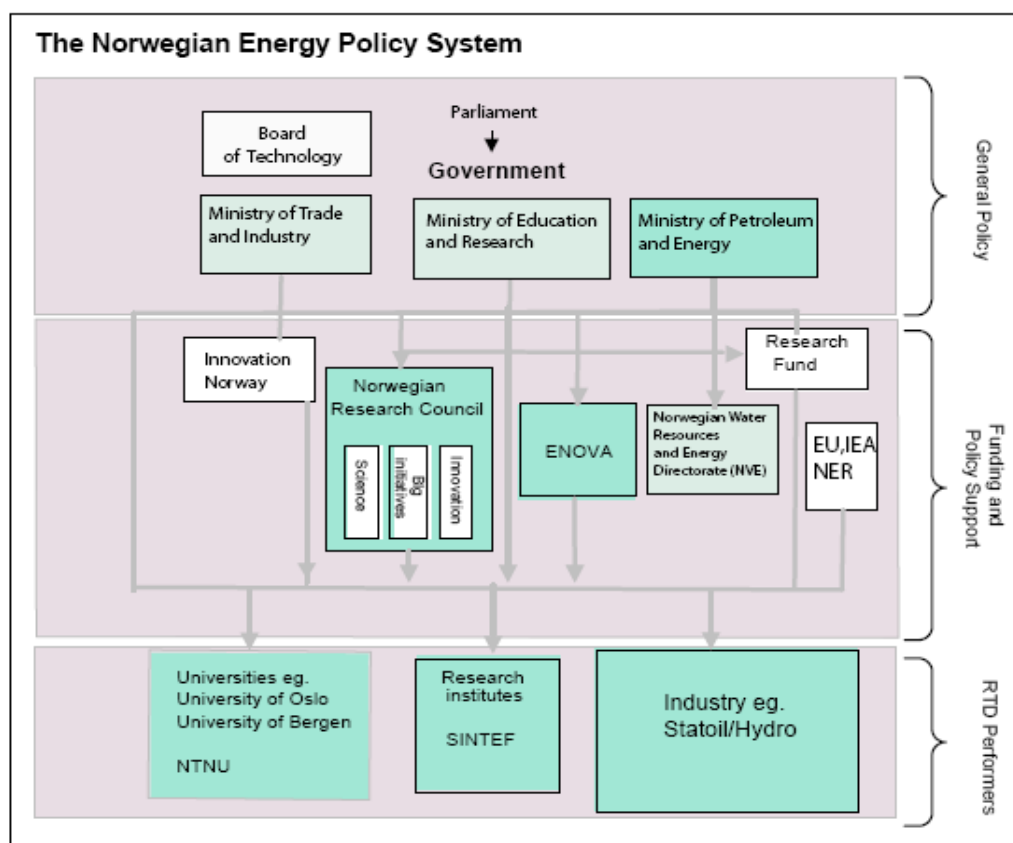 The Norwegian Energy Policy System
Parliament
Board
of Technology
Government
Ministry of Trade
and Industry
Ministry of Education
and Research
Ministry of Petroleum
and Energy
General Policy
Innovation
Norway
Research
Fund
Norwegian
Research Council
Science
Big
initiatives
Innovation
ENOVA
Norwegian Water
Resources
and Energy
Directorate (NVE)
EU,IEA
NER
Funding and
Policy Support
Universities eg.
University of Oslo
University of Bergen
NTNU
Research
institutes
SINTEF
Industry eg.
Statoil/Hydro
RTD Performers